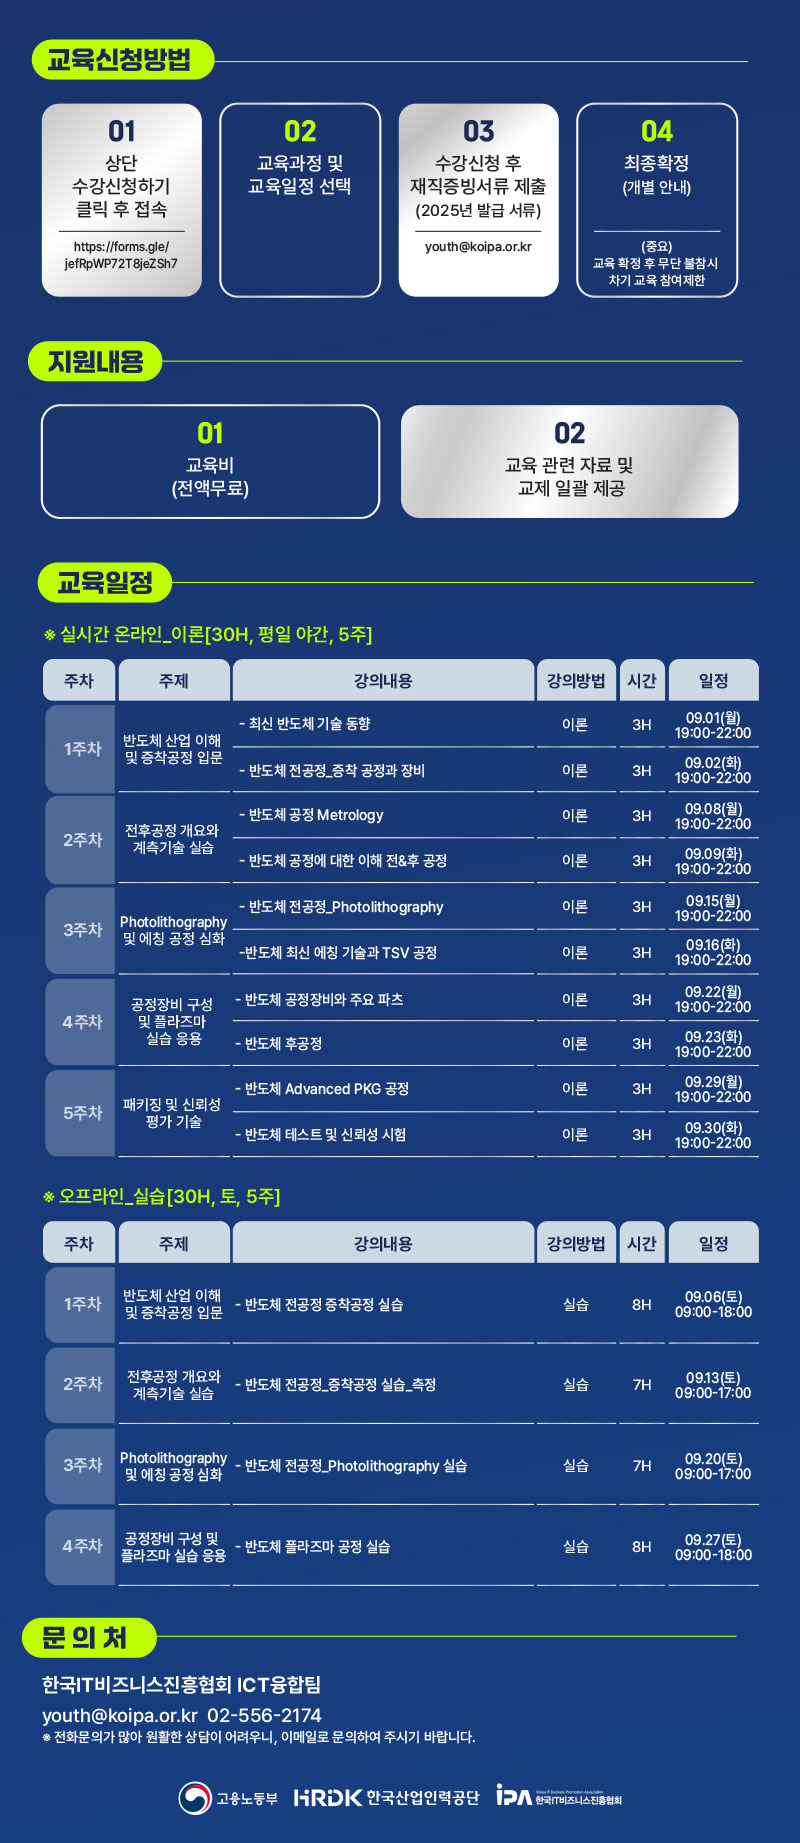 교육신청방법
01
상단
수강신청하기
클릭 후 접속
https://forms.gle/
jefRpWP72T8jeZSh7
02
교육과정 및
교육일정 선택
03
수강신청 후
재직증빙서류 제출
(2025년 발급 서류)
youth@koipa.or.kr
04
최종확정
(개별 안내)
(중요)
교육 확정 후 무단 불참시
차기 교육 참여제한
지원내용
01
교육비
(전액무료)
02
교육 관련 자료 및
교제 일괄 제공
교육일정
※ 실시간 온라인_이론[30H, 평일 야간, 5주]
주차 주제 강의내용 강의방법 시간 일정
1주차
반도체 산업 이해
및 증착공정 입문
- 최신 반도체 기술 동향 이론 3H 09.01(월)
19:00-22:00
- 반도체 전공정_증착 공정과 장비 이론 3H 09.02(화)
19:00-22:00
2주차
전후공정 개요와
계측기술 실습
- 반도체 공정 Metrology 이론 3H 09.08(월)
19:00-22:00
- 반도체 공정에 대한 이해 전&후 공정 이론 3H 09.09(화)
19:00-22:00
3주차
Photolithography
및 에칭 공정 심화
- 반도체 전공정_Photolithography 이론 3H 09.15(월)
19:00-22:00
-반도체 최신 에칭 기술과 TSV 공정 이론 3H 09.16(화)
19:00-22:00
4주차
공정장비 구성
및 플라즈마
실습 응용
- 반도체 공정장비와 주요 파츠 이론 3H 09.22(월)
19:00-22:00
- 반도체 후공정 이론 3H 09.23(화)
19:00-22:00
5주차
패키징 및 신뢰성
평가 기술
- 반도체 Advanced PKG 공정 이론 3H 09.29(월)
19:00-22:00
- 반도체 테스트 및 신뢰성 시험 이론 3H 09.30(화)
19:00-22:00
※ 오프라인_실습[30H, 토, 5주]
주차 주제 강의내용 강의방법 시간 일정
1주차
반도체 산업 이해
및 증착공정 입문
- 반도체 전공정 증착공정 실습 실습 8H 09.06(토)
09:00-18:00
2주차
전후공정 개요와
계측기술 실습
- 반도체 전공정_증착공정 실습_측정 실습 7H 09.13(토)
09:00-17:00
3주차
Photolithography
및 에칭 공정 심화
- 반도체 전공정_Photolithography 실습 실습 7H 09.20(토)
09:00-17:00
4주차
공정장비 구성 및
플라즈마 실습 응용
- 반도체 플라즈마 공정 실습 실습 8H 09.27(토)
09:00-18:00
문 의 처
한국IT비즈니스진흥협회 ICT융합팀
youth@koipa.or.kr 02-556-2174
※ 전화문의가 많아 원활한 상담이 어려우니, 이메일로 문의하여 주시기 바랍니다.
고용노동부 HRDK 한국산업인력공단 IPA Korea IT Business Promotion Association
한국IT비즈니스진흥협회